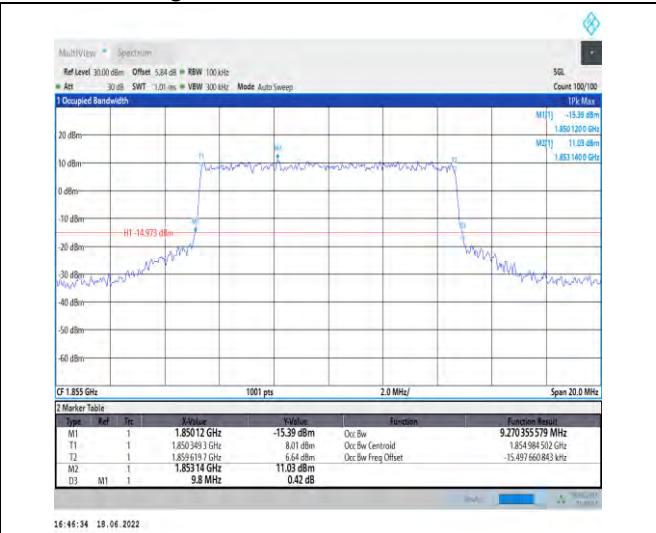 MultiView Spectrum
Ref Level 30.00 dBm Offset 5.84 dB RBW 100 kHz SGL
Att 30 dB SWT 1.01 ms VBW 300 kHz Mode Auto Sweep Count 100/100
1 Occupied Bandwidth 1Pk Max
M1[1] -15.39 dBm
1.850 120 0 GHz
M2[1] 11.03 dBm
1.853 140 0 GHz
20 dBm
10 dBm
0 dBm
-10 dBm
H1 -14.973 dBm
-20 dBm
-30 dBm
-40 dBm
-50 dBm
-60 dBm
CF 1.855 GHz 1001 pts 2.0 MHz/ Span 20.0 MHz
2 Marker Table
Type Ref Trc X-Value Y-Value Function Function Result
M1 1 1.85012 GHz -15.39 dBm Occ Bw 9.270 355 579 MHz
T1 1 1.850 349 3 GHz 8.01 dBm Occ Bw Centroid 1.854 984 502 GHz
T2 1 1.859 619 7 GHz 6.64 dBm Occ Bw Freq Offset -15.497 660 843 kHz
M2 1 1.85314 GHz 11.03 dBm
D3 M1 1 9.8 MHz 0.42 dB
16:46:34 18.06.2022